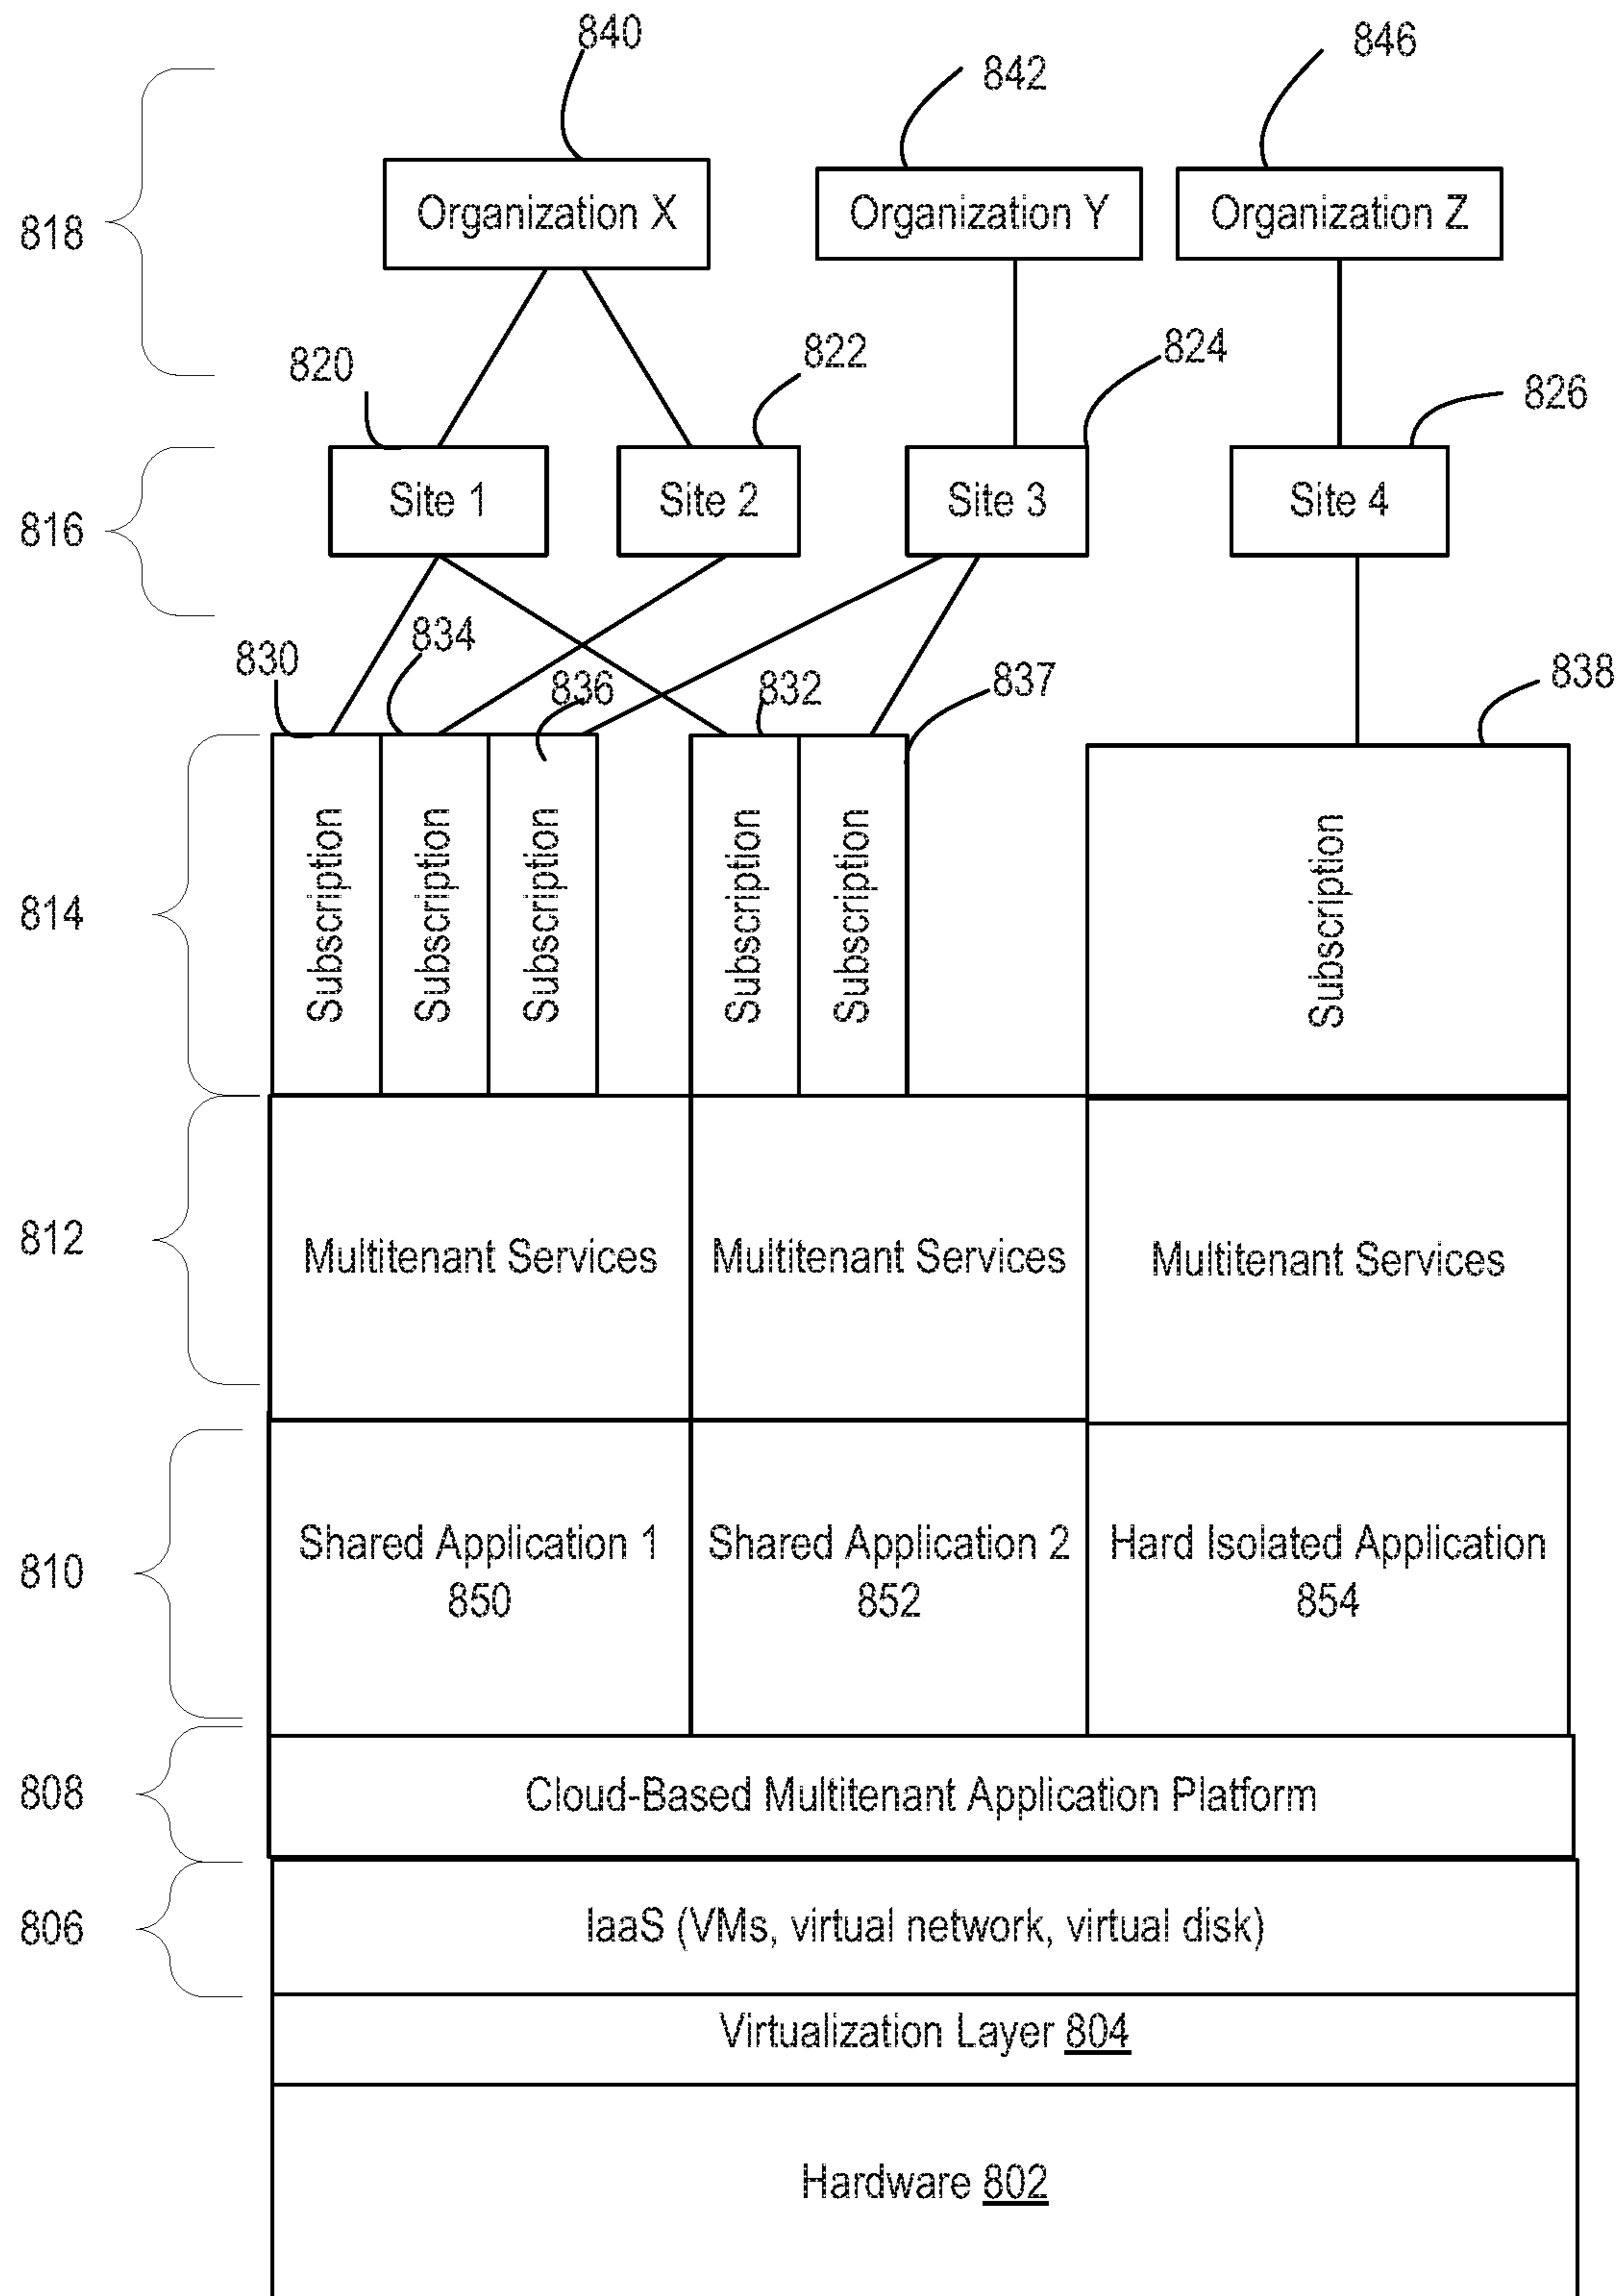 840
842
846
Organization X
Organization Y
Organization Z
818
820
822
824
826
Site 1
Site 2
Site 3
Site 4
816
830
834
836
832
837
838
Subscription
Subscription
Subscription
Subscription
Subscription
Subscription
814
812
Multitenant Services
Multitenant Services
Multitenant Services
810
Shared Application 1
850
Shared Application 2
852
Hard Isolated Application
854
808
Cloud-Based Multitenant Application Platform
806
IaaS (VMs, virtual network, virtual disk)
Virtualization Layer 804
Hardware 802